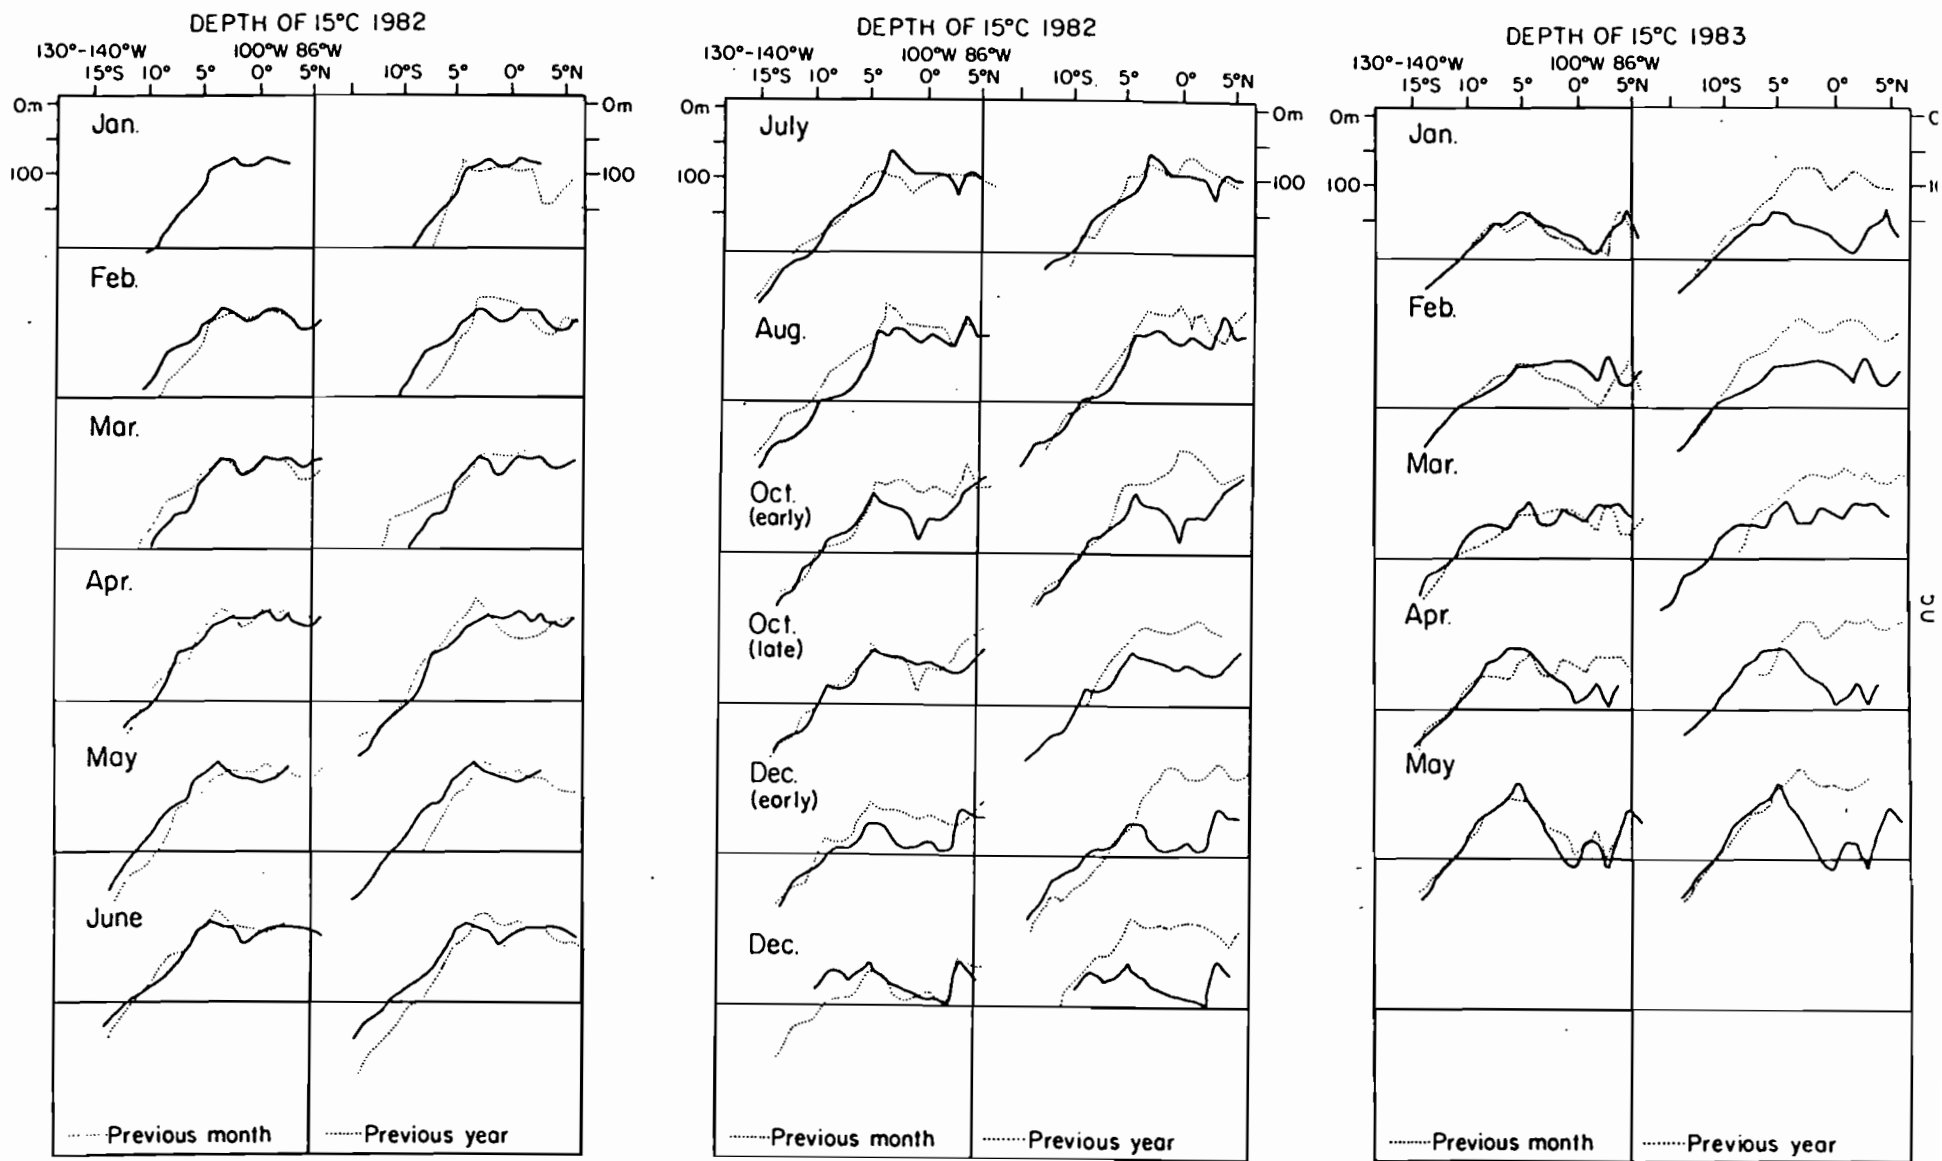 DEPTH OF 15°C 1982
130°-140°W 100°W 86°W
15°S 10° 5° 0° 5°N 10°S 5° 0° 5°N
0m 0m
Jan.
100 100
Feb.
Mar.
Apr.
May
June
Previous month Previous year
DEPTH OF 15°C 1982
130°-140°W 100°W 86°W
15°S 10° 5° 0° 5°N 10°S 5° 0° 5°N
0m 0m
July
100 100
Aug.
Oct.
(early)
Oct.
(late)
Dec.
(early)
Dec.
Previous month Previous year
DEPTH OF 15°C 1983
130°-140°W 100°W 86°W
15°S 10° 5° 0° 5°N 10°S 5° 0° 5°N
0m
Jan.
100
Feb.
Mar.
Apr.
May
Previous month Previous year